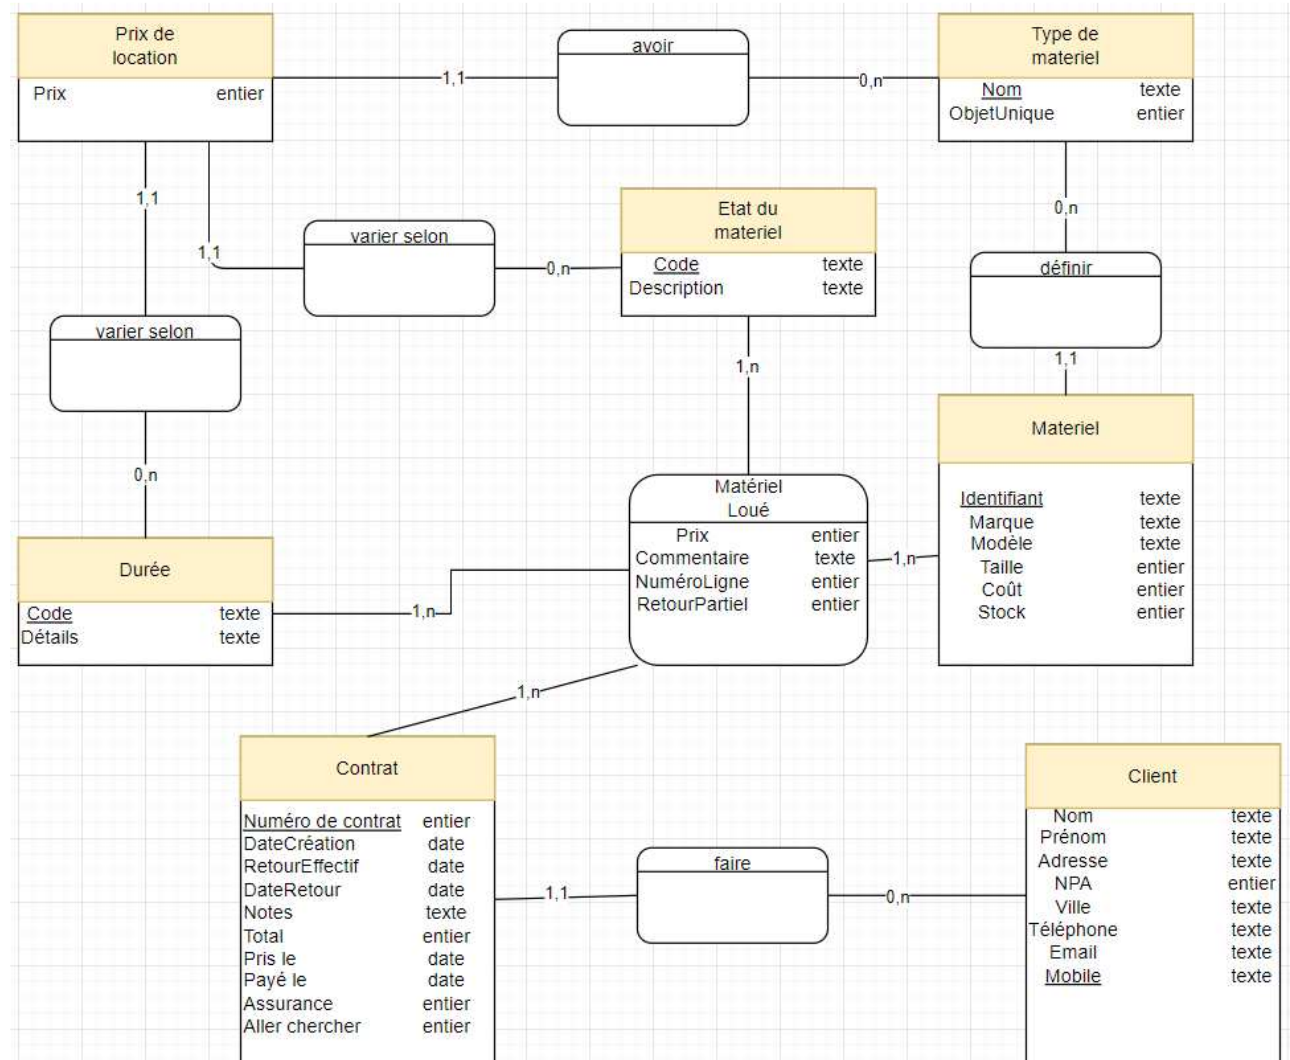 Prix de
location
Prix entier
avoir
1,1
0,n
Type de
materiel
Nom texte
ObjetUnique entier
1,1
1,1
varier selon
0,n
Etat du
materiel
Code texte
Description texte
0,n
définir
1,1
varier selon
0,n
1,n
Materiel
Identifiant texte
Marque texte
Modèle texte
Taille entier
Coût entier
Stock entier
Matériel
Loué
Prix entier
Commentaire texte
NuméroLigne entier
RetourPartiel entier
1,n
Durée
Code texte
Détails texte
1,n
1,n
Contrat
Numéro de contrat entier
DateCréation date
RetourEffectif date
DateRetour date
Notes texte
Total entier
Pris le date
Payé le date
Assurance entier
Aller chercher entier
1,1
faire
0,n
Client
Nom texte
Prénom texte
Adresse texte
NPA entier
Ville texte
Téléphone texte
Email texte
Mobile texte